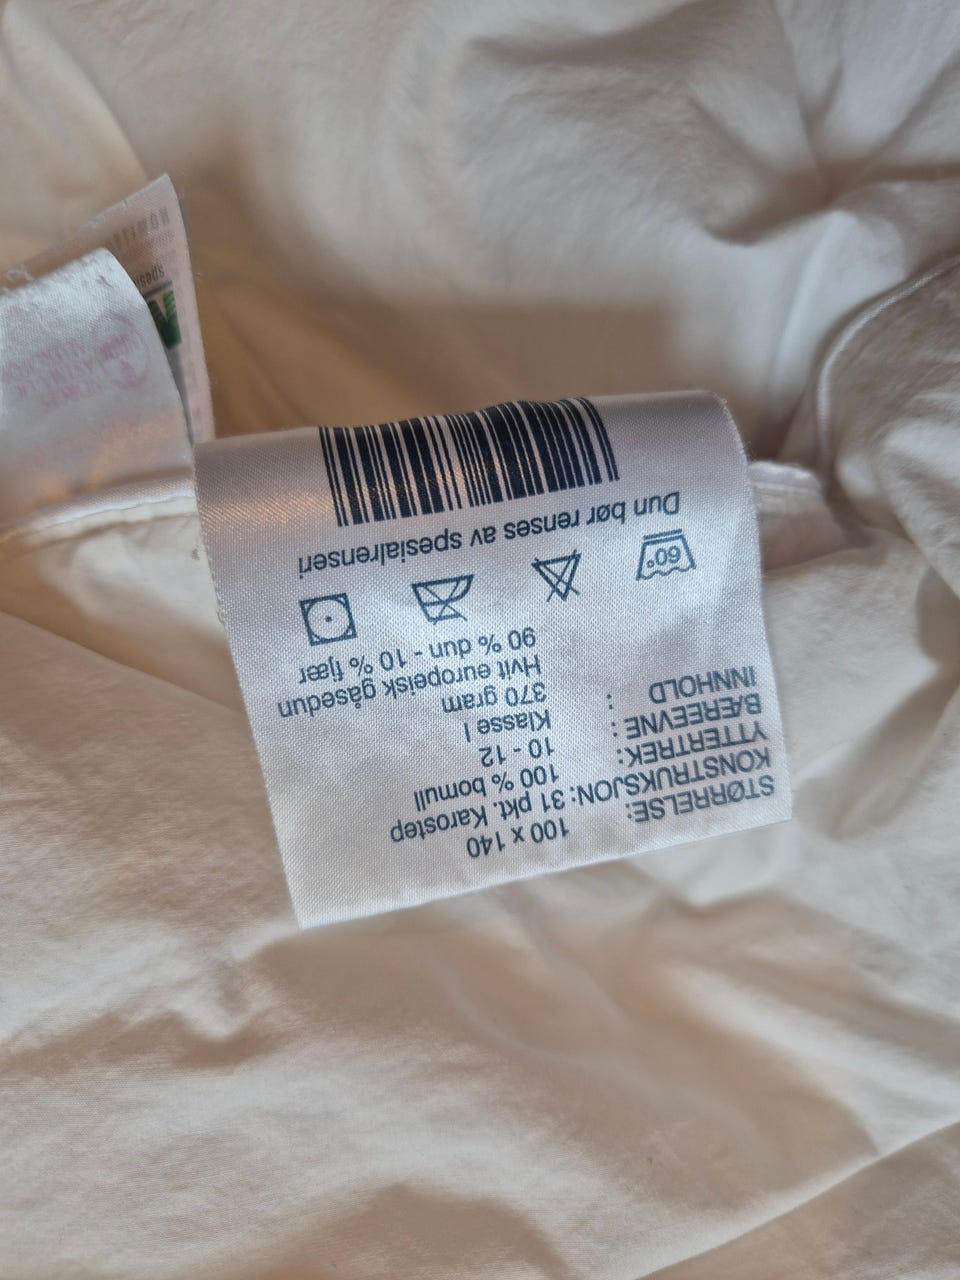 STØRRELSE: 100 x 140
KONSTRUKSJON: 31 pkt. Karostep
YTTERTREK: 100 % bomull
BÆREEVNE : 10 - 12
INNHOLD : Klasse I
370 gram
Hvit europeisk gåsedun
90 % dun - 10 % fjær
60°
Dun bør renses av spesialrenseri